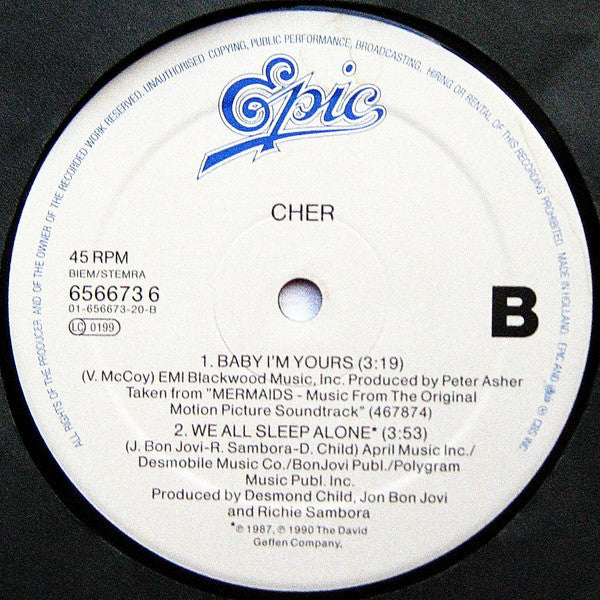 ALL RIGHTS OF THE PRODUCER AND OF THE OWNER OF THE RECORDED WORK RESERVED. UNAUTHORISED COPYING, PUBLIC PERFORMANCE, BROADCASTING, HIRING OR RENTAL OF THIS RECORDING PROHIBITED. MADE IN HOLLAND. EPIC AND ℗ CBS INC.
Epic
CHER
45 RPM
BIEM/STEMRA
656673 6
01-656673-20-B
LC 0199
B
1. BABY I'M YOURS (3:19)
(V. McCoy) EMI Blackwood Music, Inc. Produced by Peter Asher
Taken from "MERMAIDS - Music From The Original
Motion Picture Soundtrack" (467874)
2. WE ALL SLEEP ALONE* (3:53)
(J. Bon Jovi-R. Sambora-D. Child) April Music Inc./
Desmobile Music Co./BonJovi Publ./Polygram
Music Publ. Inc.
Produced by Desmond Child, Jon Bon Jovi
and Richie Sambora
*℗ 1987, ℗ 1990 The David
Geffen Company.